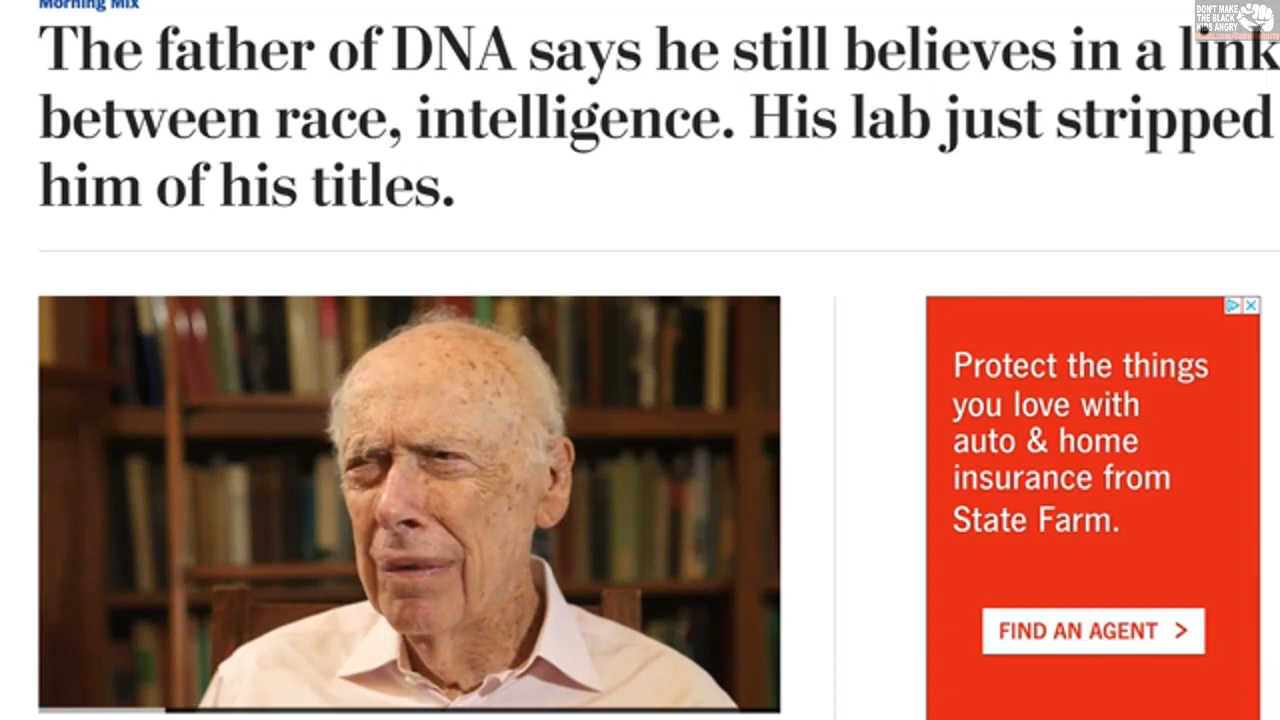 Morning Mix
DON'T MAKE
THE BLACK
KIDS ANGRY
The father of DNA says he still believes in a link
between race, intelligence. His lab just stripped
him of his titles.
Protect the things
you love with
auto & home
insurance from
State Farm.
FIND AN AGENT >